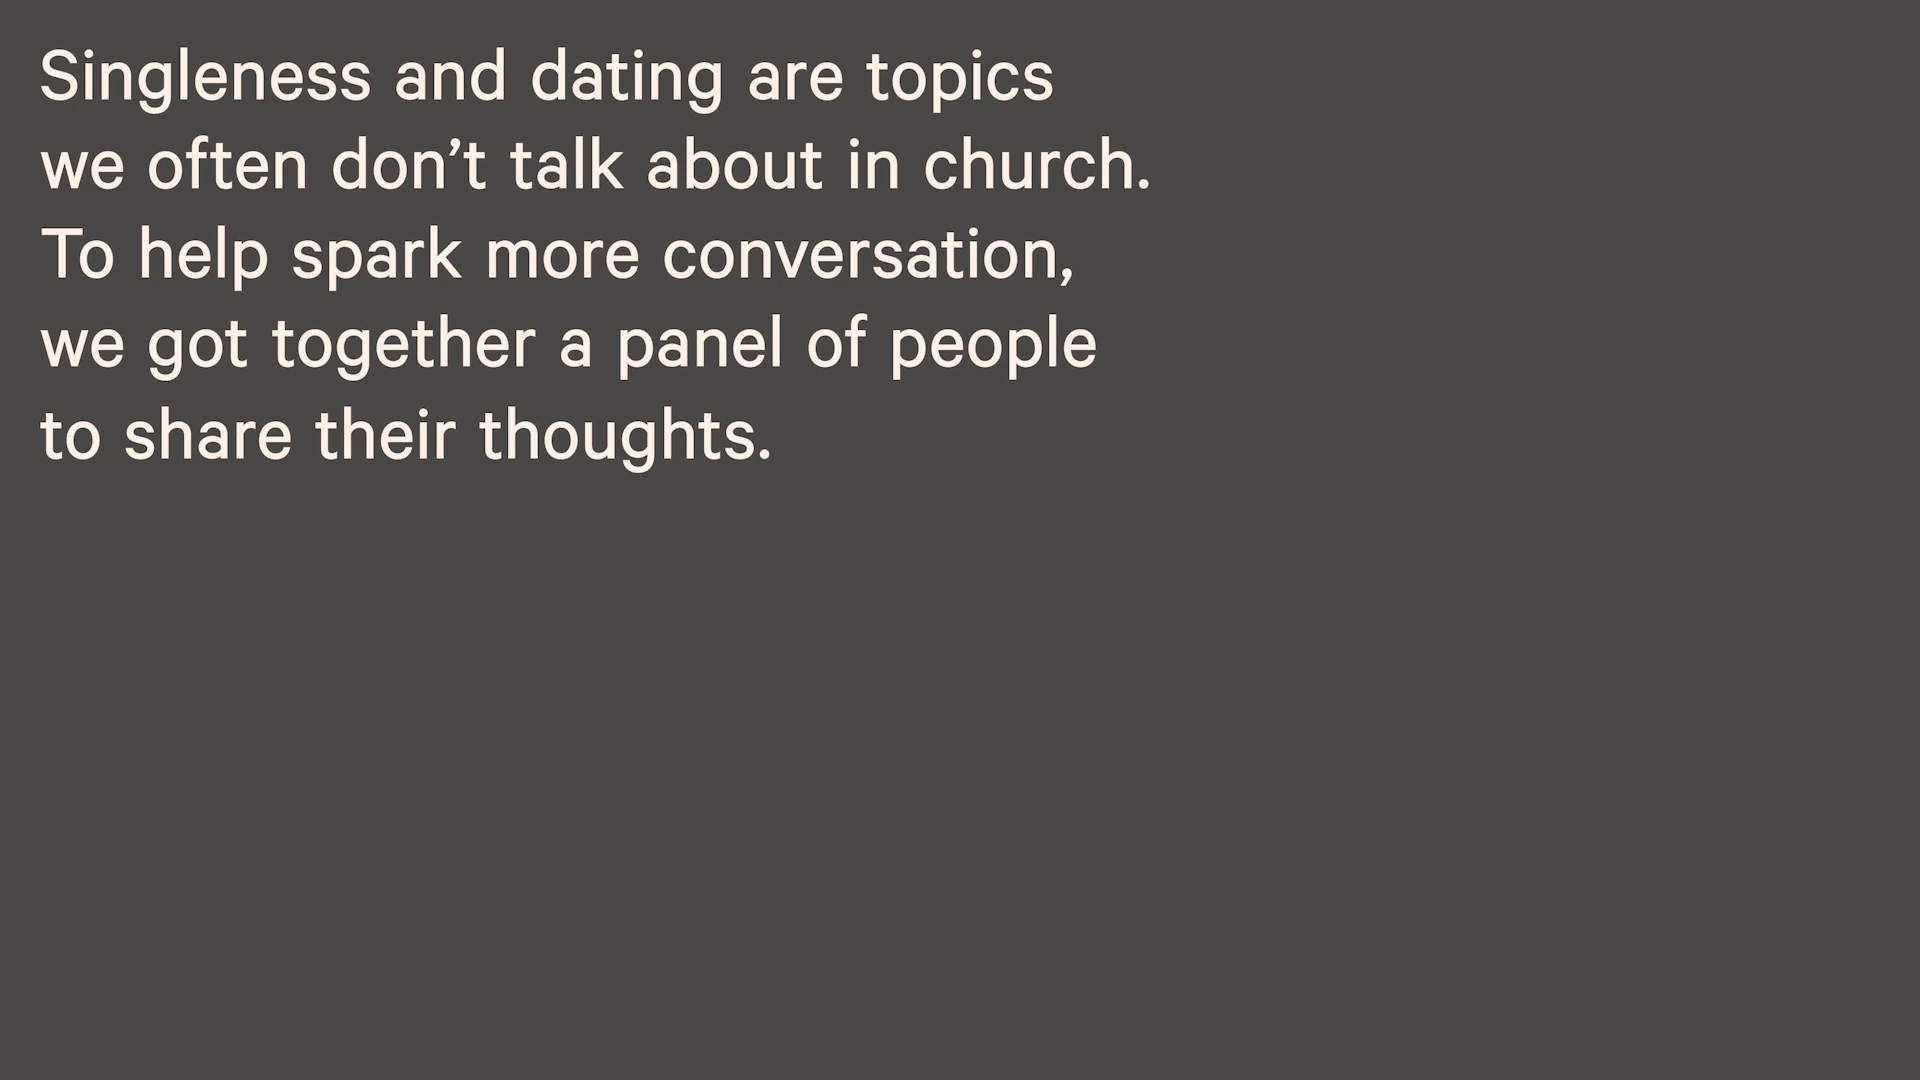 Singleness and dating are topics
we often don’t talk about in church.
To help spark more conversation,
we got together a panel of people
to share their thoughts.